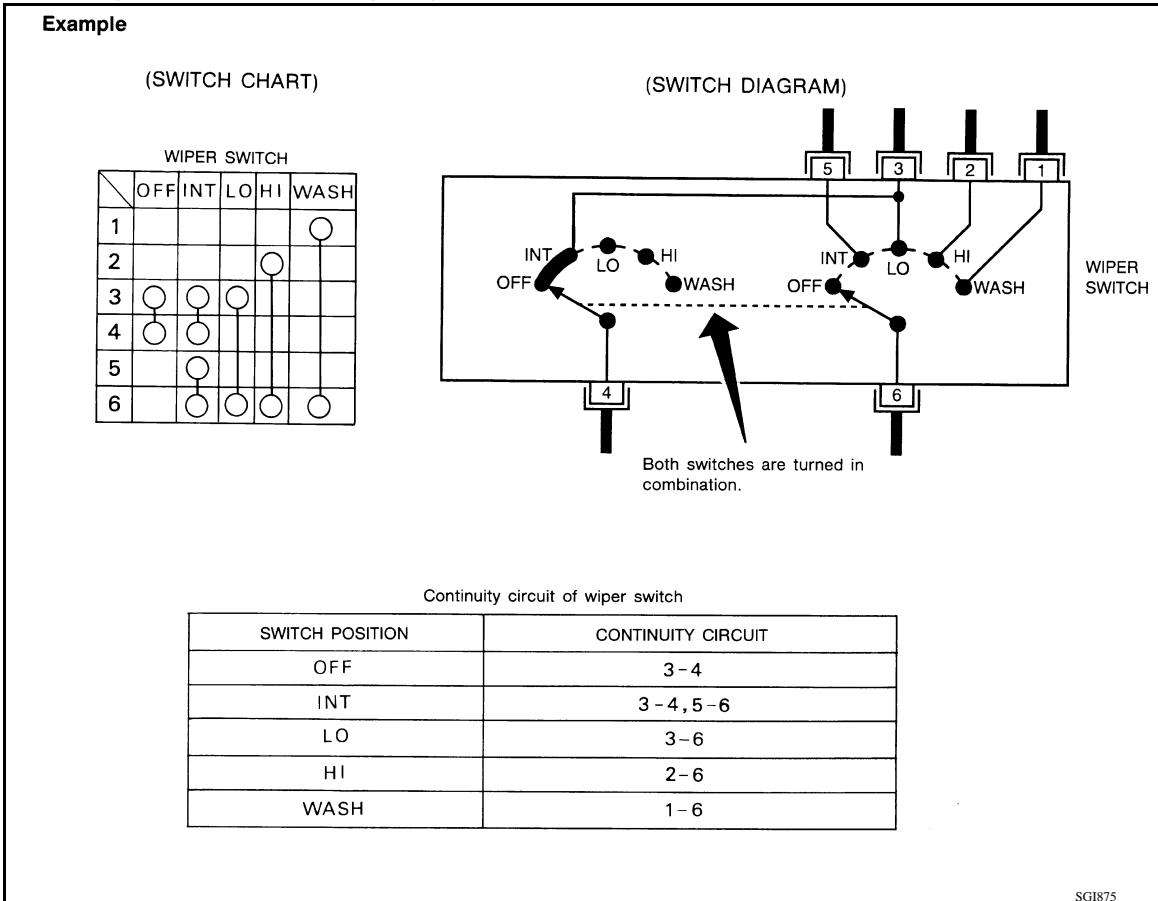 Example
(SWITCH CHART)
WIPER SWITCH
OFF INT LO HI WASH
1
2
3
4
5
6
(SWITCH DIAGRAM)
5 3 2 1
INT LO HI
OFF WASH
INT LO HI
OFF WASH
WIPER
SWITCH
4 6
Both switches are turned in
combination.
Continuity circuit of wiper switch
SWITCH POSITION CONTINUITY CIRCUIT
OFF 3-4
INT 3-4,5-6
LO 3-6
HI 2-6
WASH 1-6
SGI875